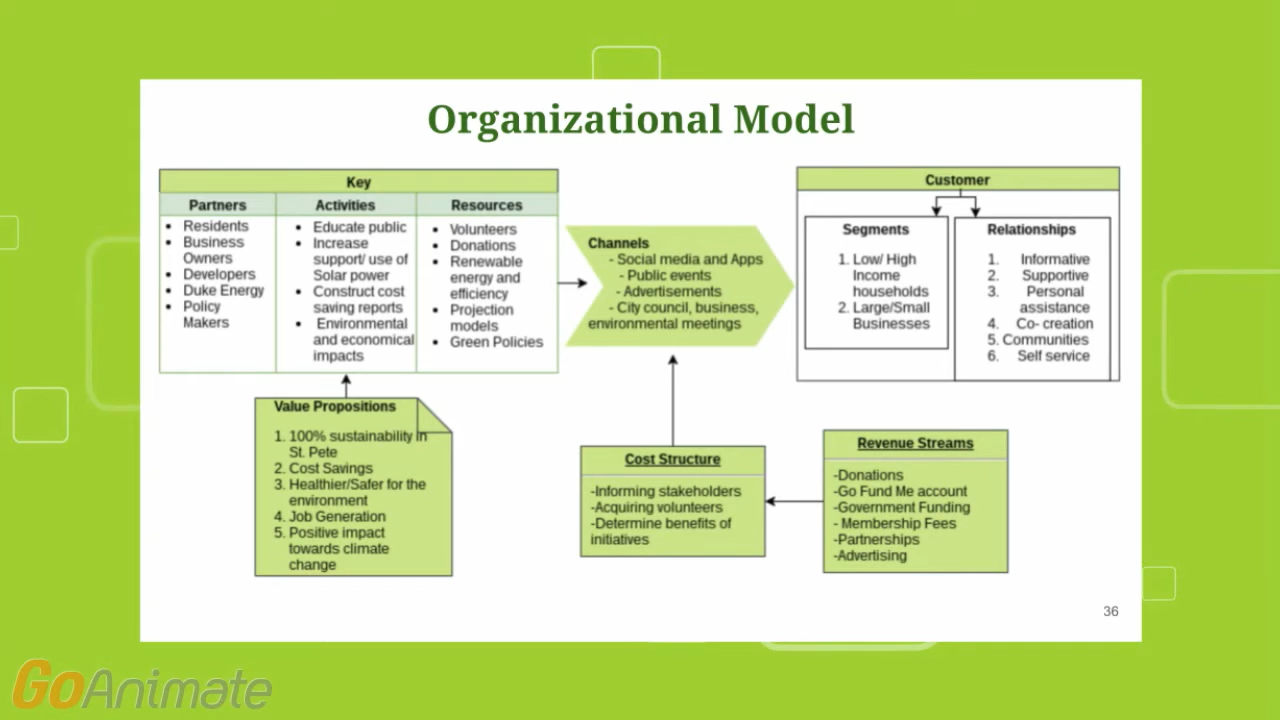 Organizational Model
Key
Partners
• Residents
• Business
Owners
• Developers
• Duke Energy
• Policy
Makers
Activities
• Educate public
• Increase
support/ use of
Solar power
• Construct cost
saving reports
• Environmental
and economical
impacts
Resources
• Volunteers
• Donations
• Renewable
energy and
efficiency
• Projection
models
• Green Policies
Channels
- Social media and Apps
- Public events
- Advertisements
- City council, business,
environmental meetings
Customer
Segments
1. Low/ High
Income
households
2. Large/Small
Businesses
Relationships
1. Informative
2. Supportive
3. Personal
assistance
4. Co- creation
5. Communities
6. Self service
Value Propositions
1. 100% sustainability in
St. Pete
2. Cost Savings
3. Healthier/Safer for the
environment
4. Job Generation
5. Positive impact
towards climate
change
Cost Structure
-Informing stakeholders
-Acquiring volunteers
-Determine benefits of
initiatives
Revenue Streams
-Donations
-Go Fund Me account
-Government Funding
- Membership Fees
-Partnerships
-Advertising
36
GoAnimate